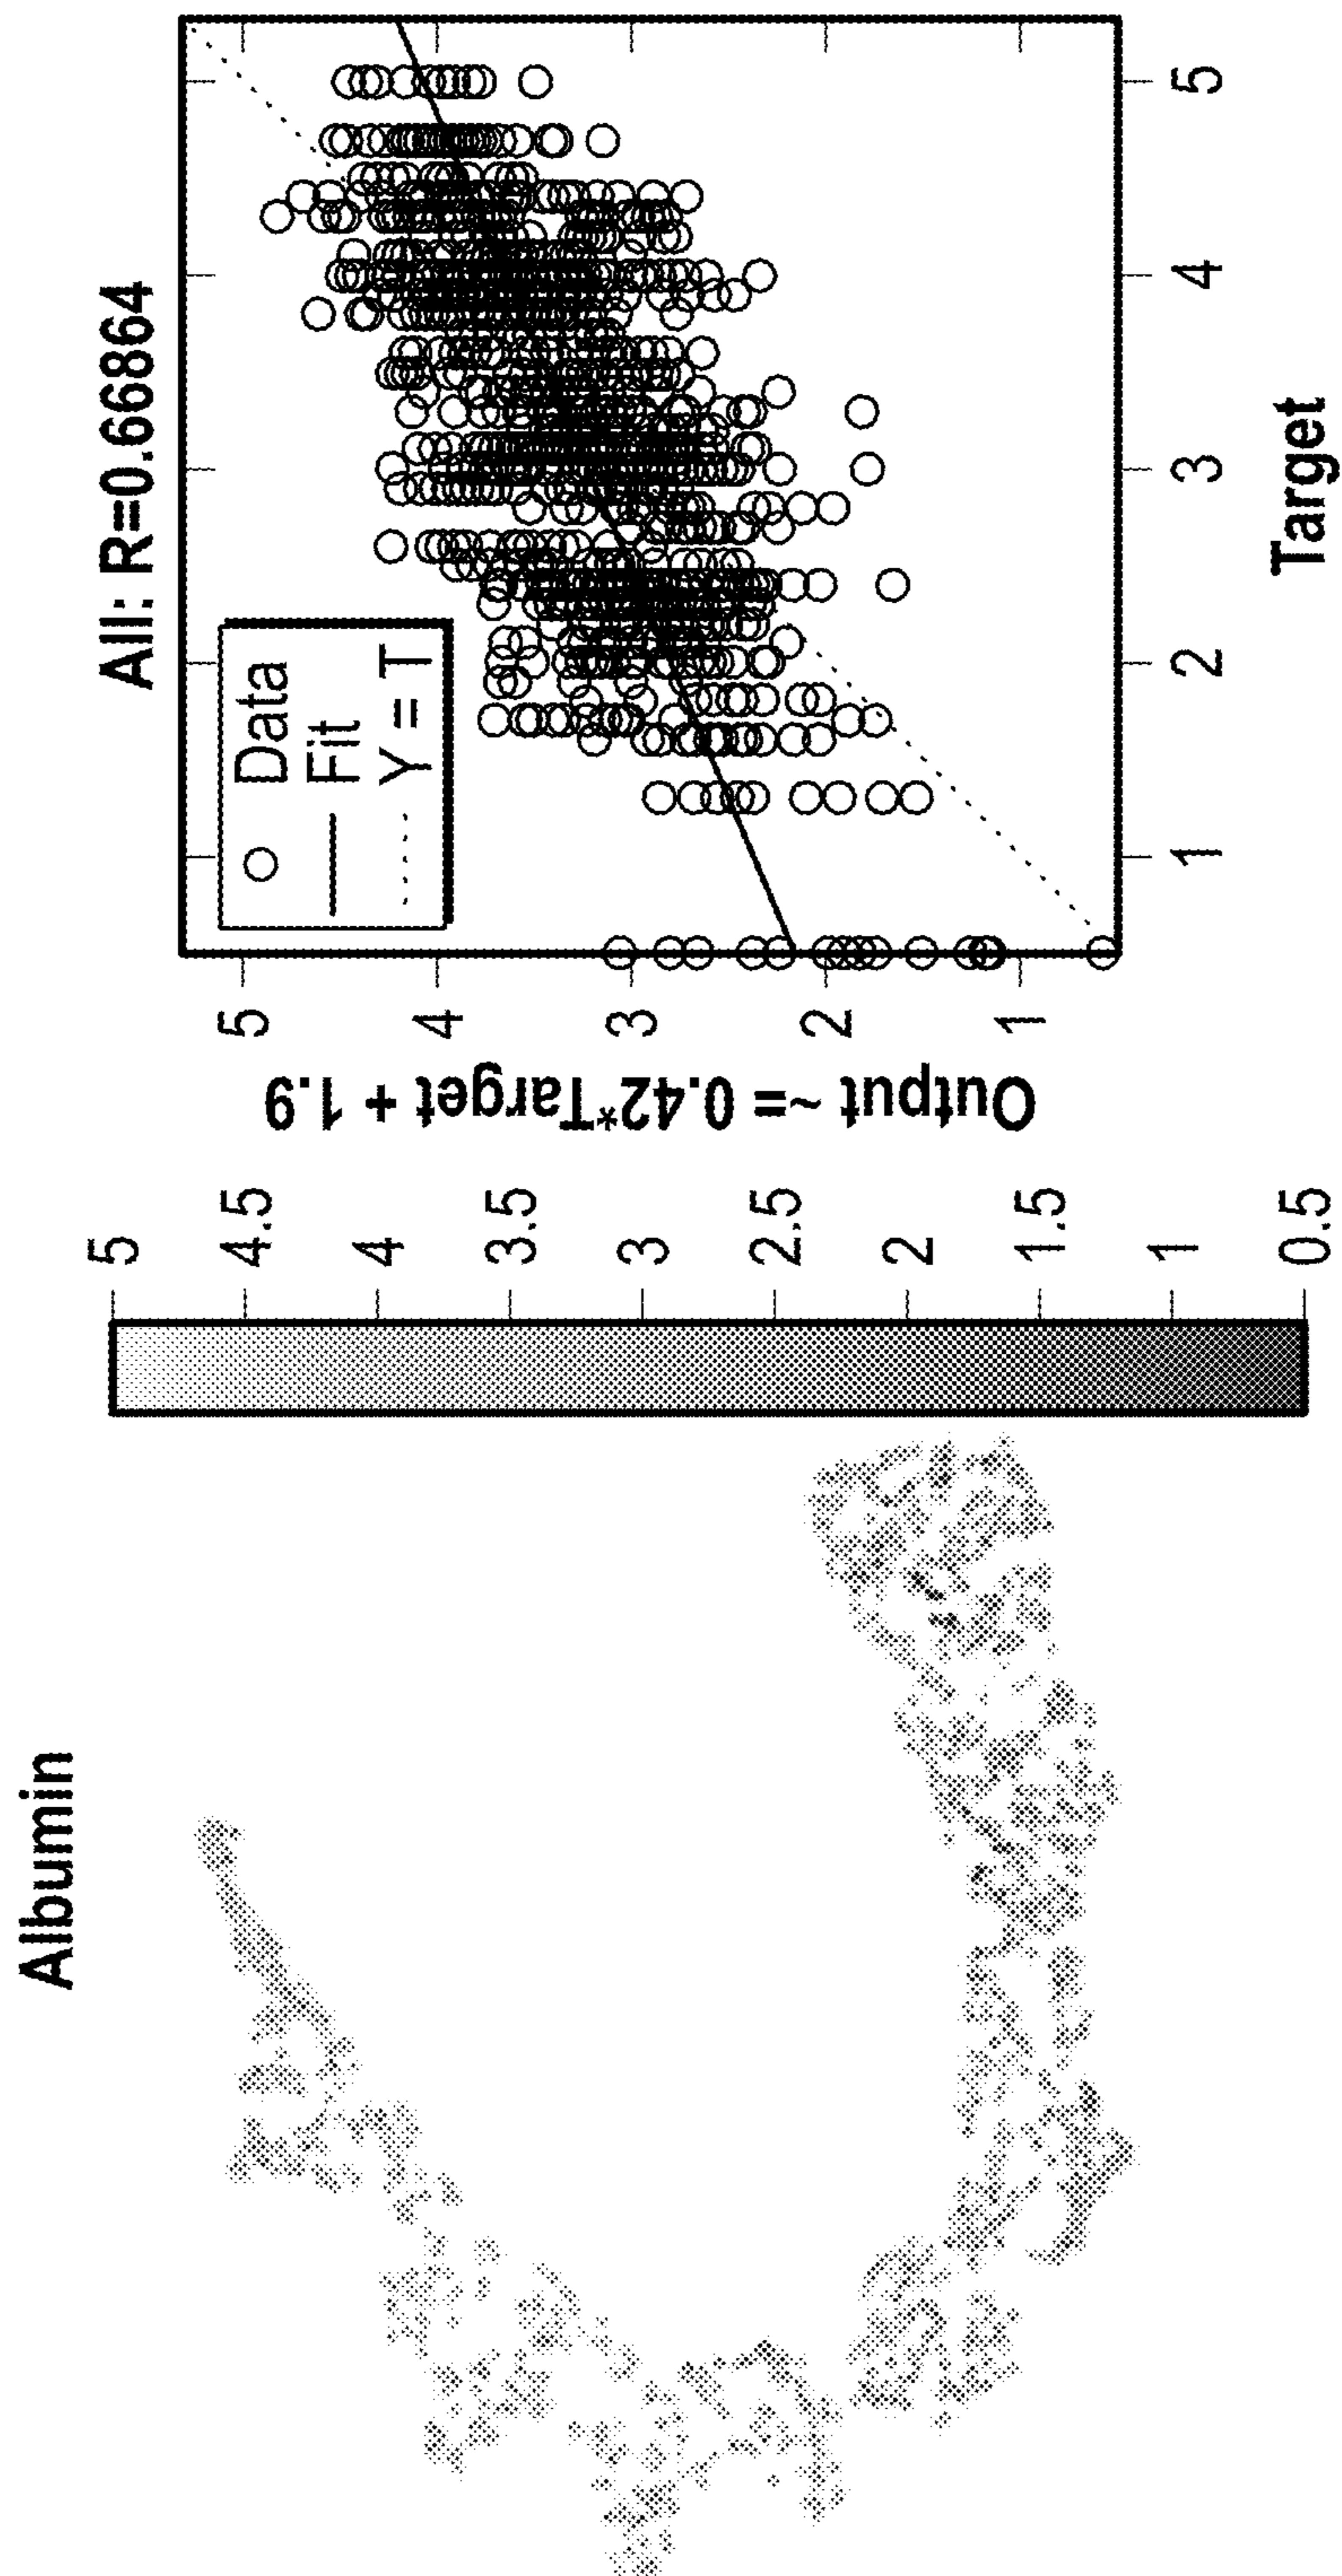 Albumin
5
4.5
4
3.5
3
2.5
2
1.5
1
0.5
All: R=0.66864
Data
Fit
Y = T
Output ~= 0.42*Target + 1.9
5
4
3
2
1
1 2 3 4 5
Target